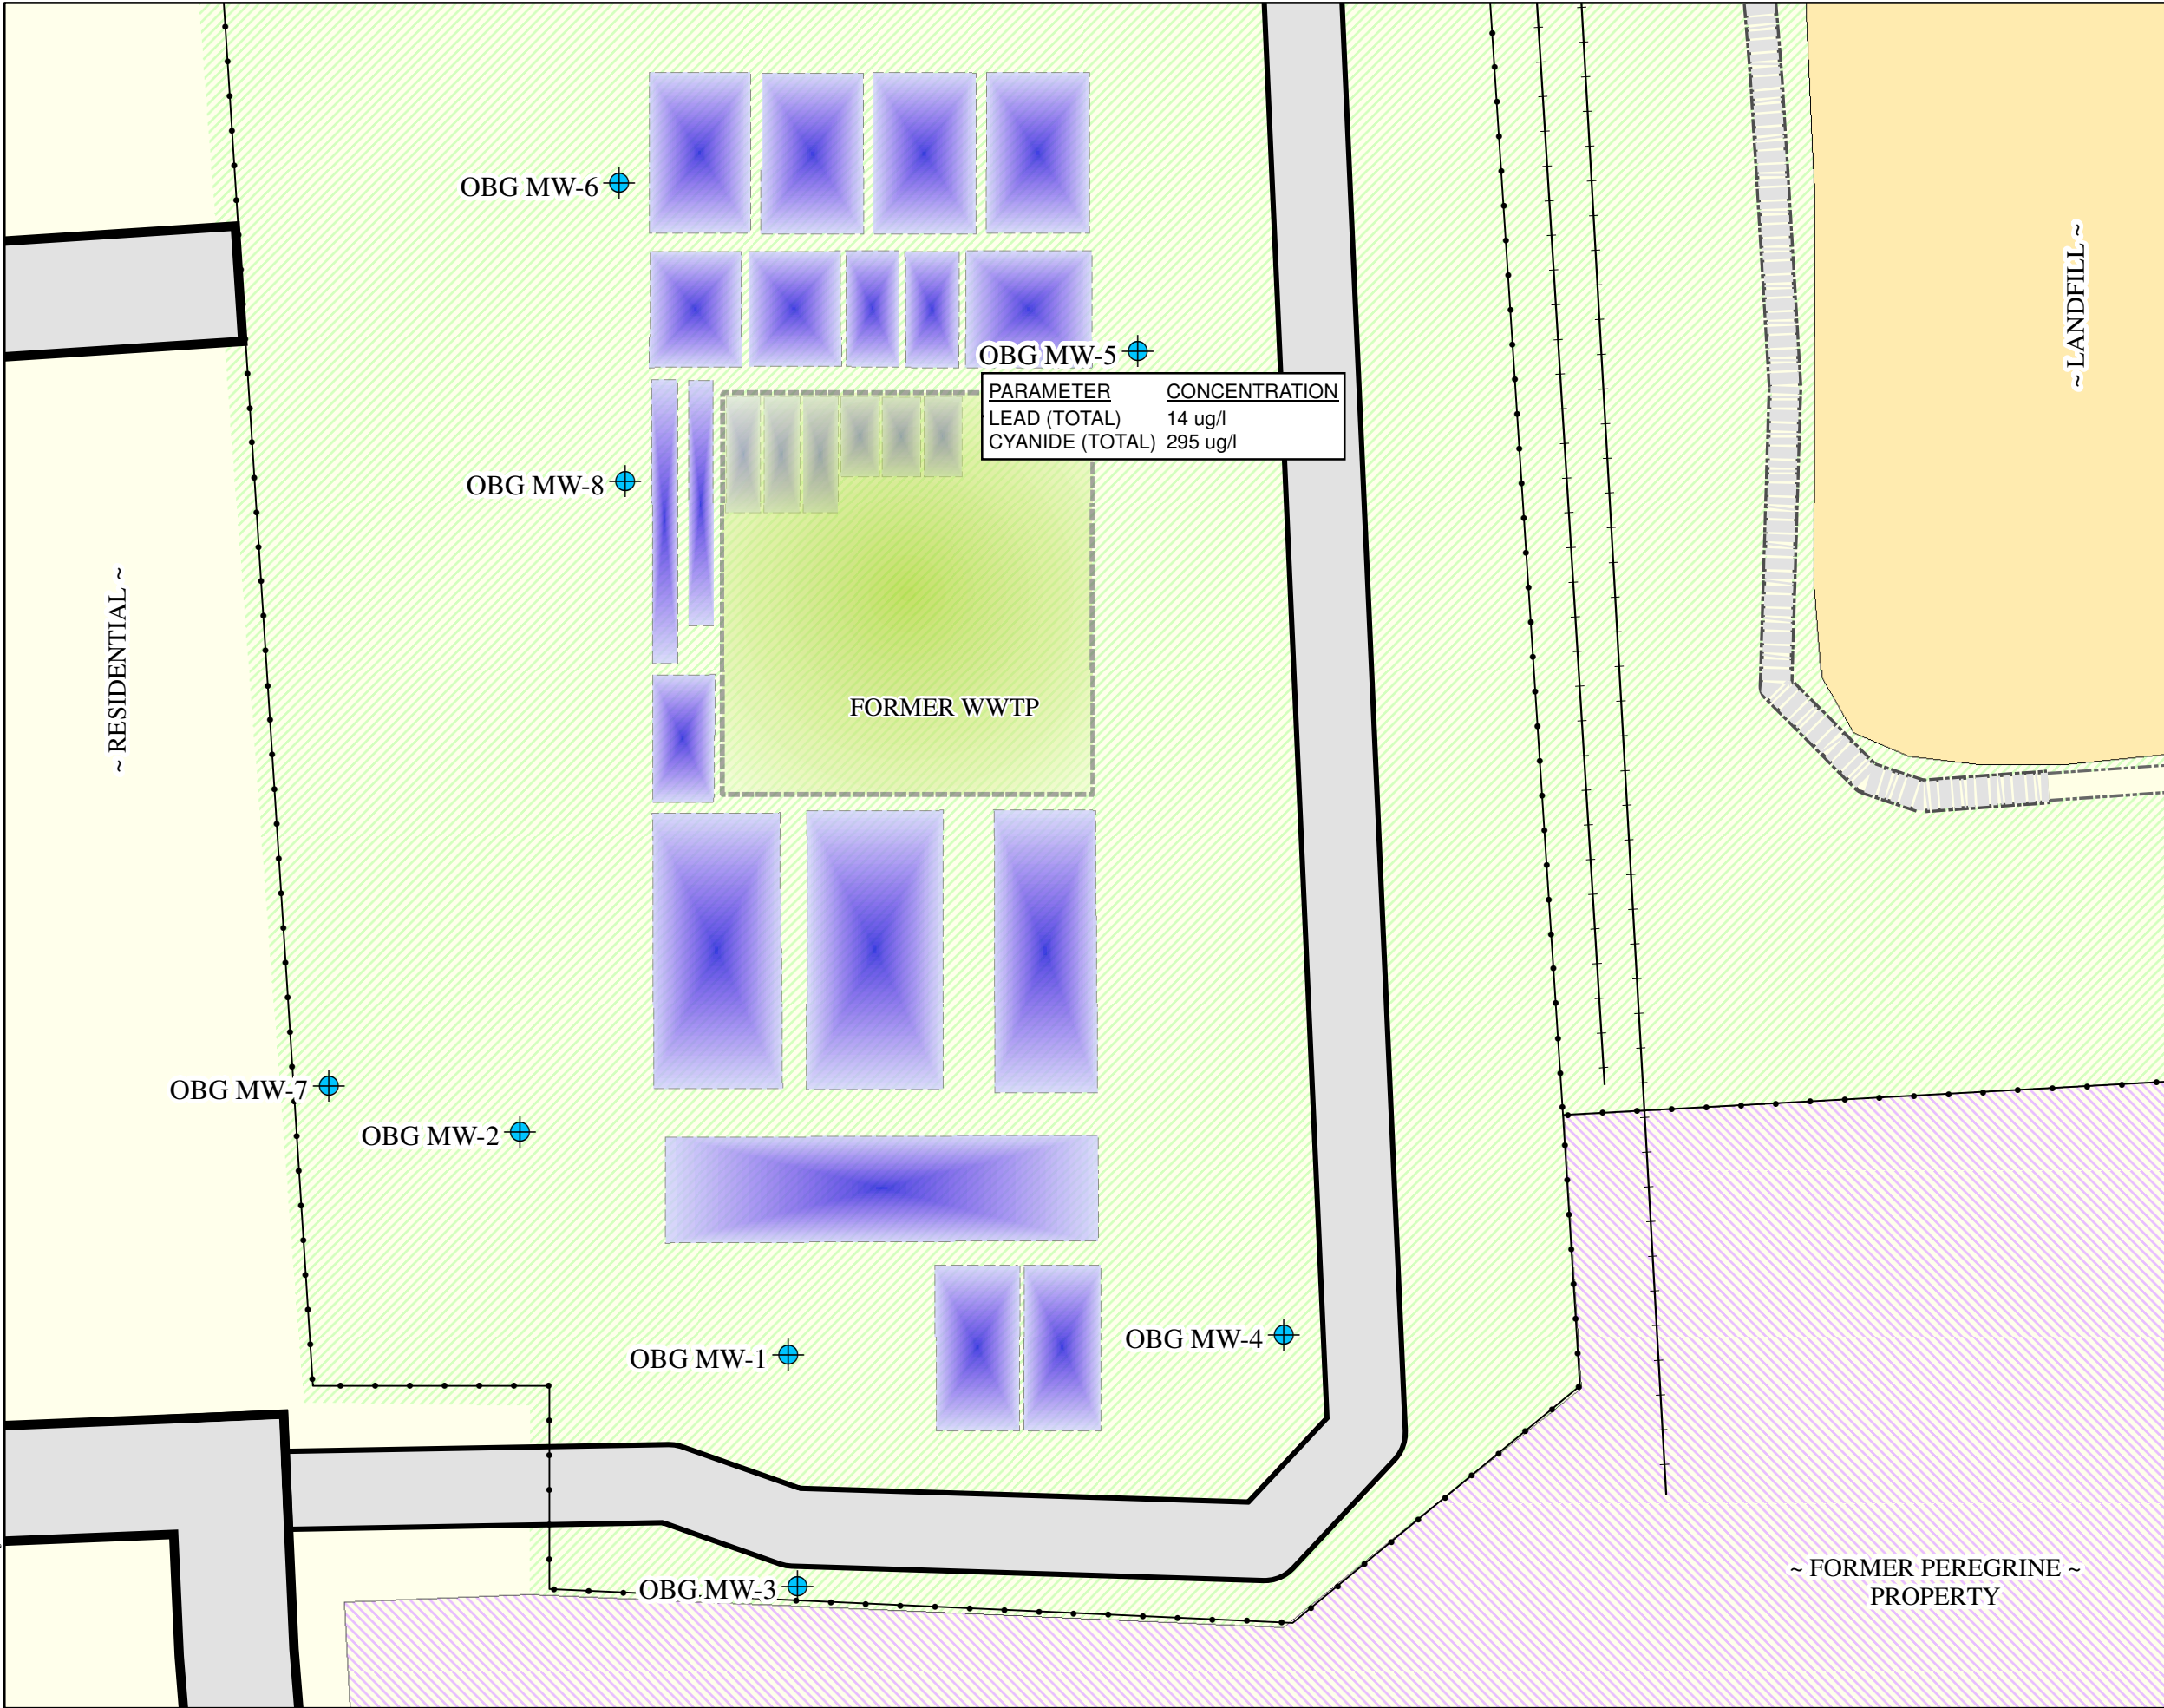 OBG MW-6
~ LANDFILL ~
OBG MW-5
PARAMETER CONCENTRATION
LEAD (TOTAL) 14 ug/l
CYANIDE (TOTAL) 295 ug/l
OBG MW-8
~ RESIDENTIAL ~
FORMER WWTP
OBG MW-7
OBG MW-2
OBG MW-4
OBG MW-1
OBG MW-3
~ FORMER PEREGRINE ~
PROPERTY